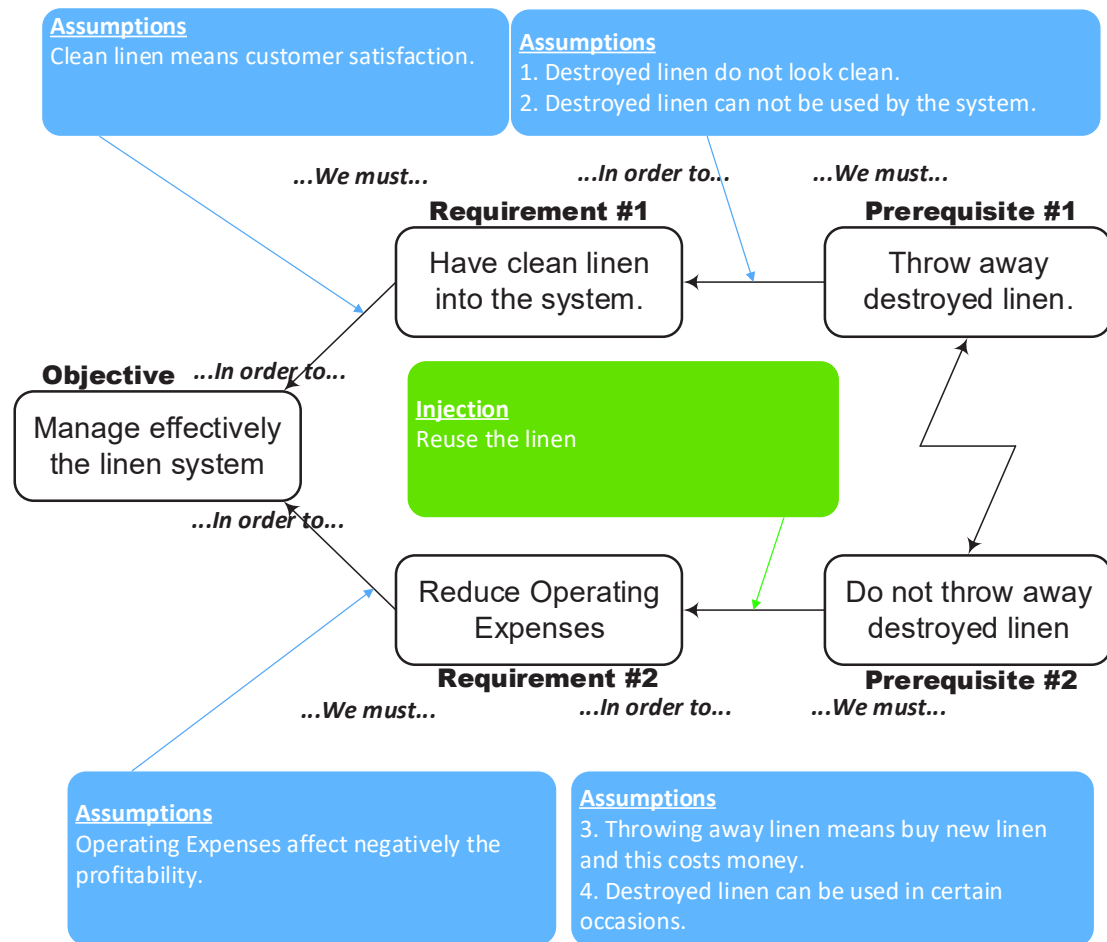 Assumptions
Clean linen means customer satisfaction.
Assumptions
1. Destroyed linen do not look clean.
2. Destroyed linen can not be used by the system.
...We must...
...In order to...
...We must...
Requirement #1
Prerequisite #1
Have clean linen
into the system.
Throw away
destroyed linen.
Objective
...In order to...
Manage effectively
the linen system
Injection
Reuse the linen
...In order to...
Reduce Operating
Expenses
Do not throw away
destroyed linen
Requirement #2
Prerequisite #2
...We must...
...In order to...
...We must...
Assumptions
Operating Expenses affect negatively the
profitability.
Assumptions
3. Throwing away linen means buy new linen
and this costs money.
4. Destroyed linen can be used in certain
occasions.